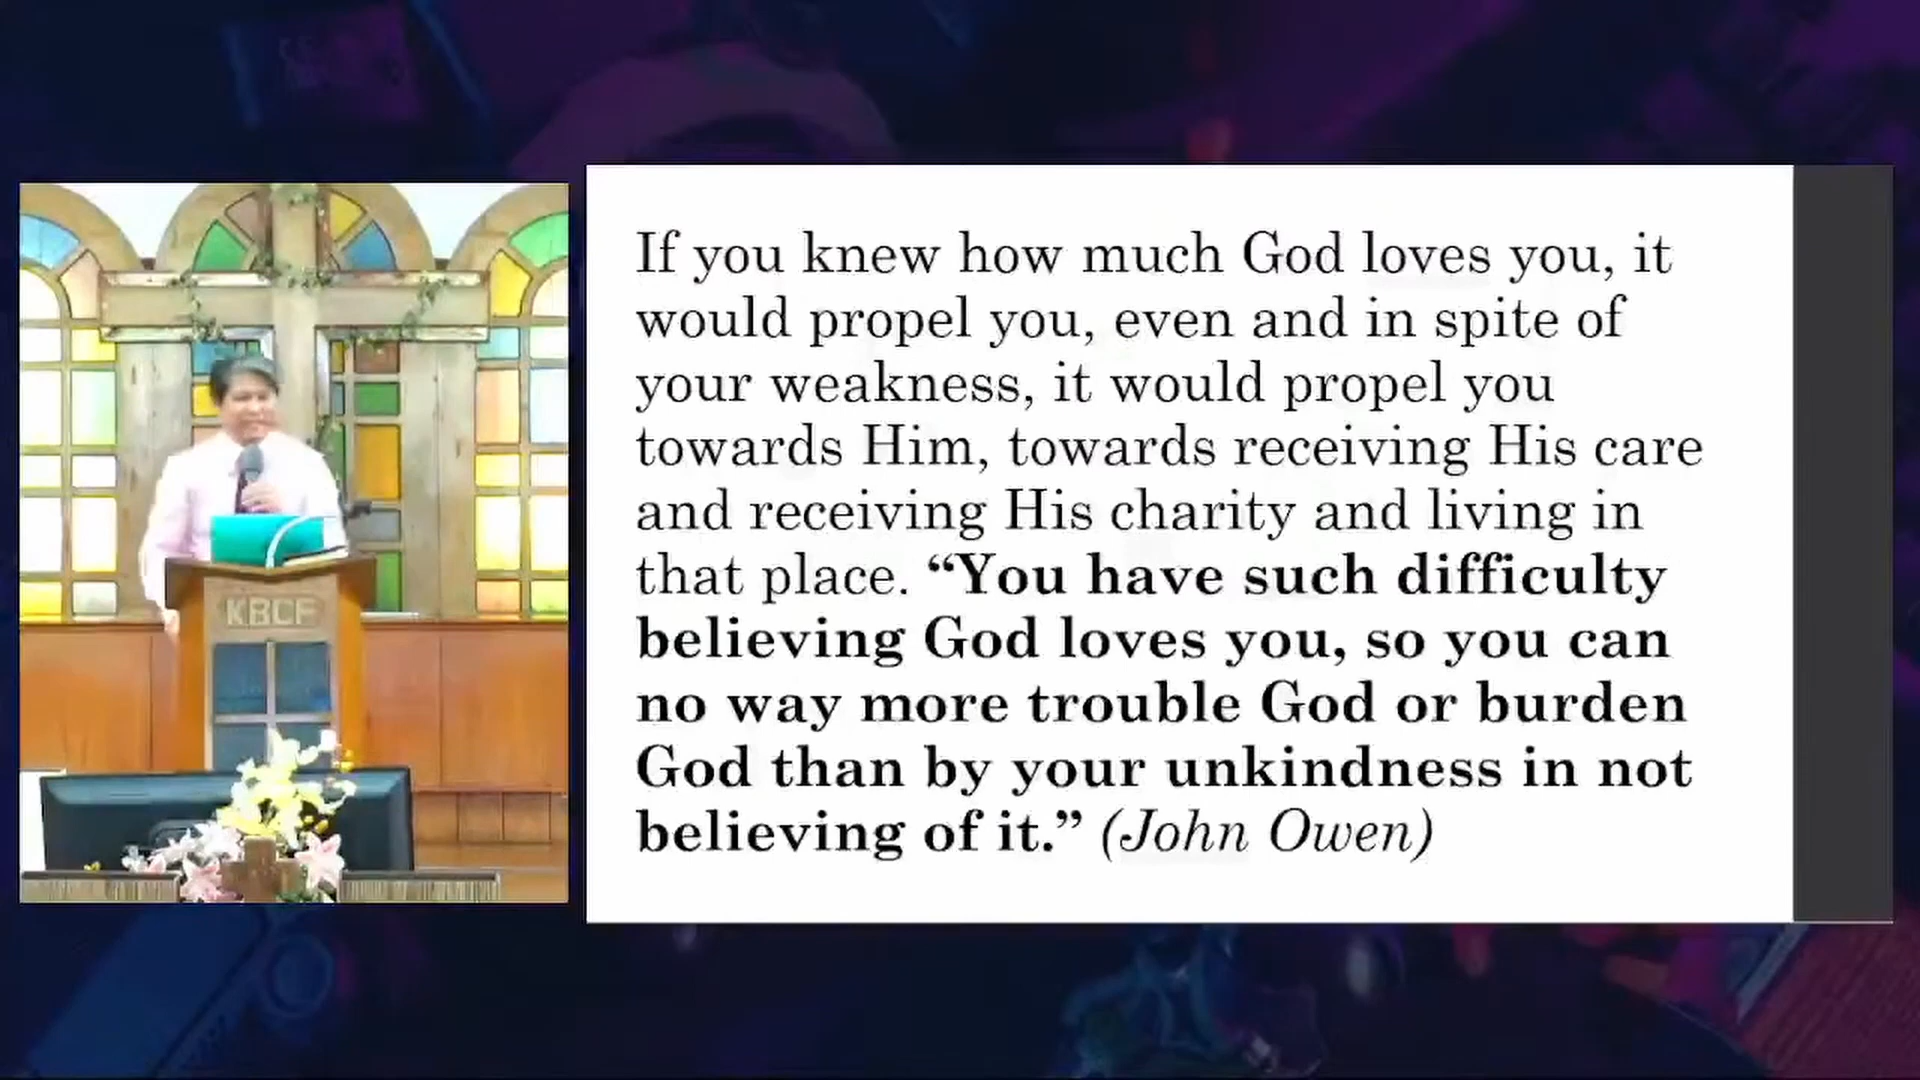 KBCF
If you knew how much God loves you, it
would propel you, even and in spite of
your weakness, it would propel you
towards Him, towards receiving His care
and receiving His charity and living in
that place. “You have such difficulty
believing God loves you, so you can
no way more trouble God or burden
God than by your unkindness in not
believing of it.” (John Owen)